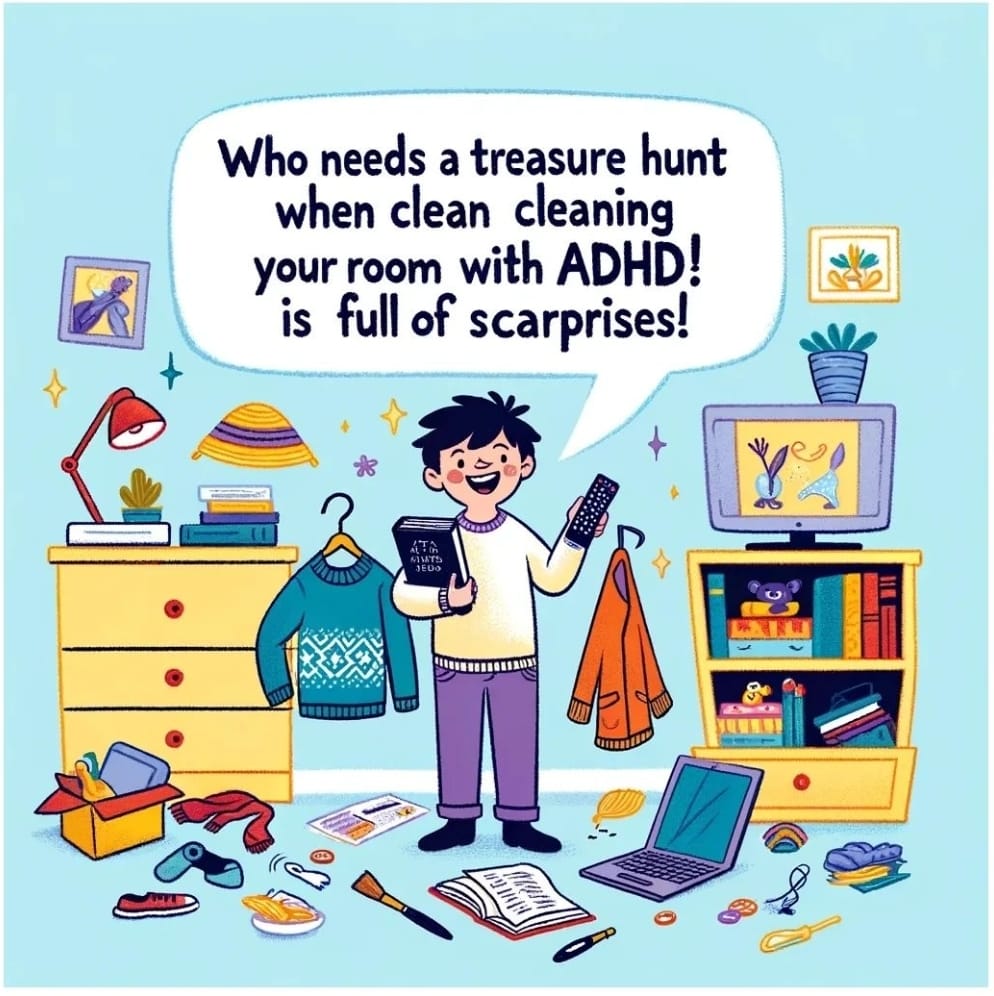 Who needs a treasure hunt
when clean cleaning
your room with ADHD!
is full of scarprises!